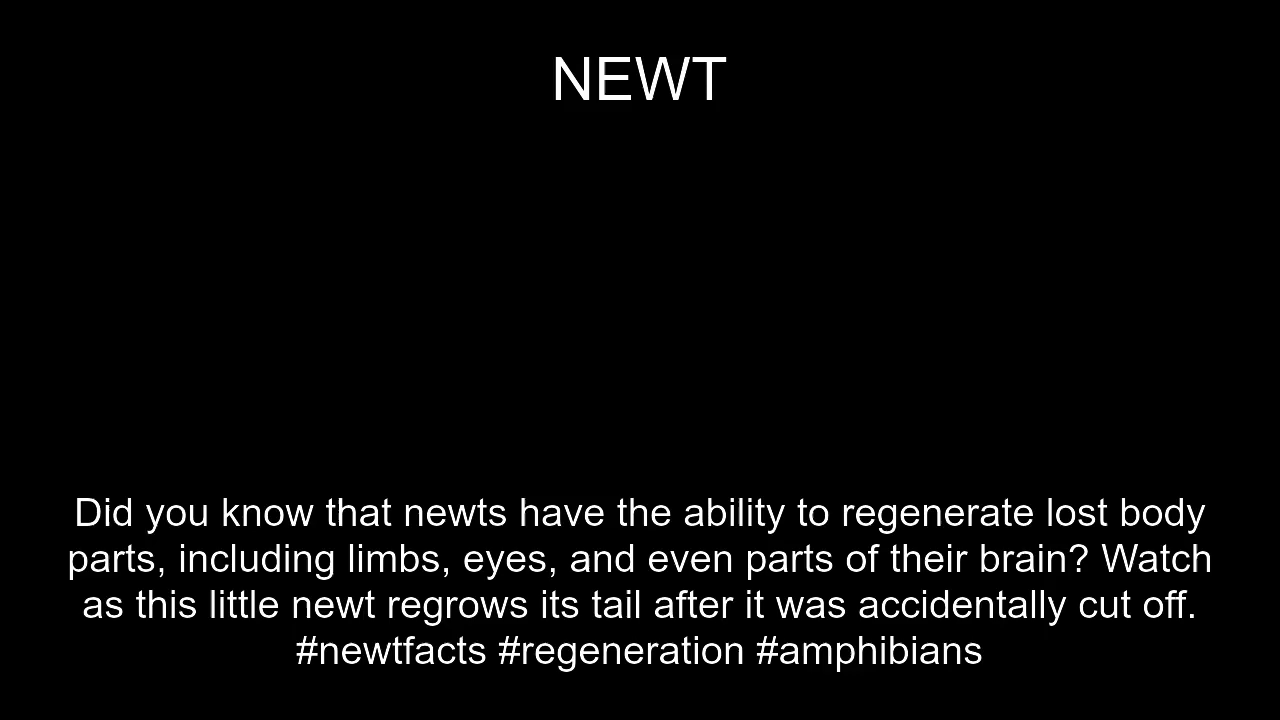 NEWT
Did you know that newts have the ability to regenerate lost body
parts, including limbs, eyes, and even parts of their brain? Watch
as this little newt regrows its tail after it was accidentally cut off.
#newtfacts #regeneration #amphibians